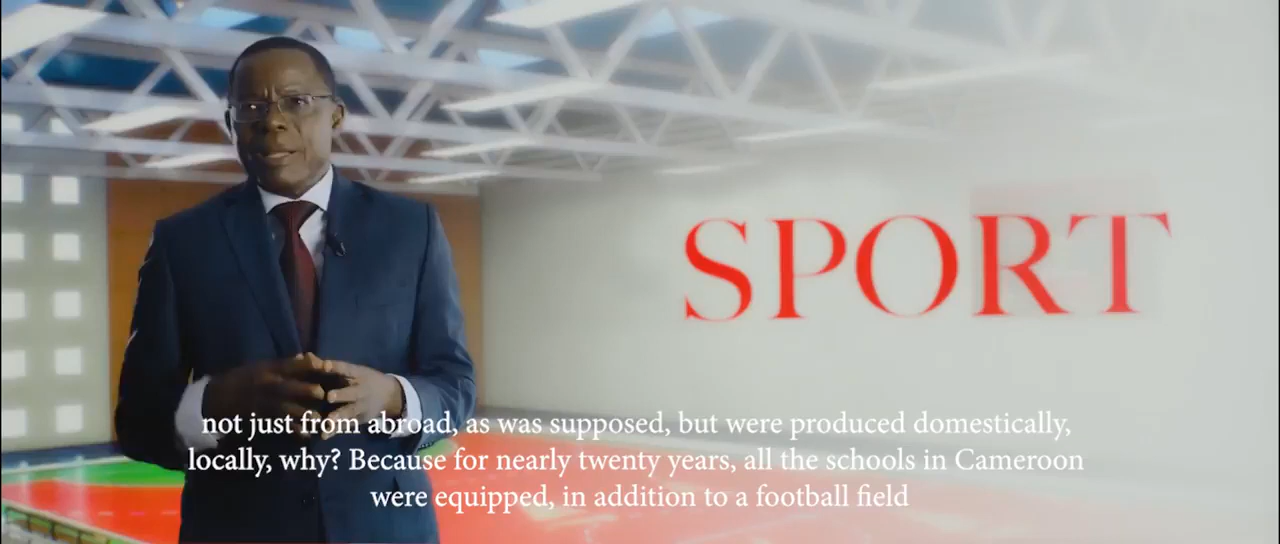 SPORT
not just from abroad, as was supposed, but were produced domestically,
locally, why? Because for nearly twenty years, all the schools in Cameroon
were equipped, in addition to a football field